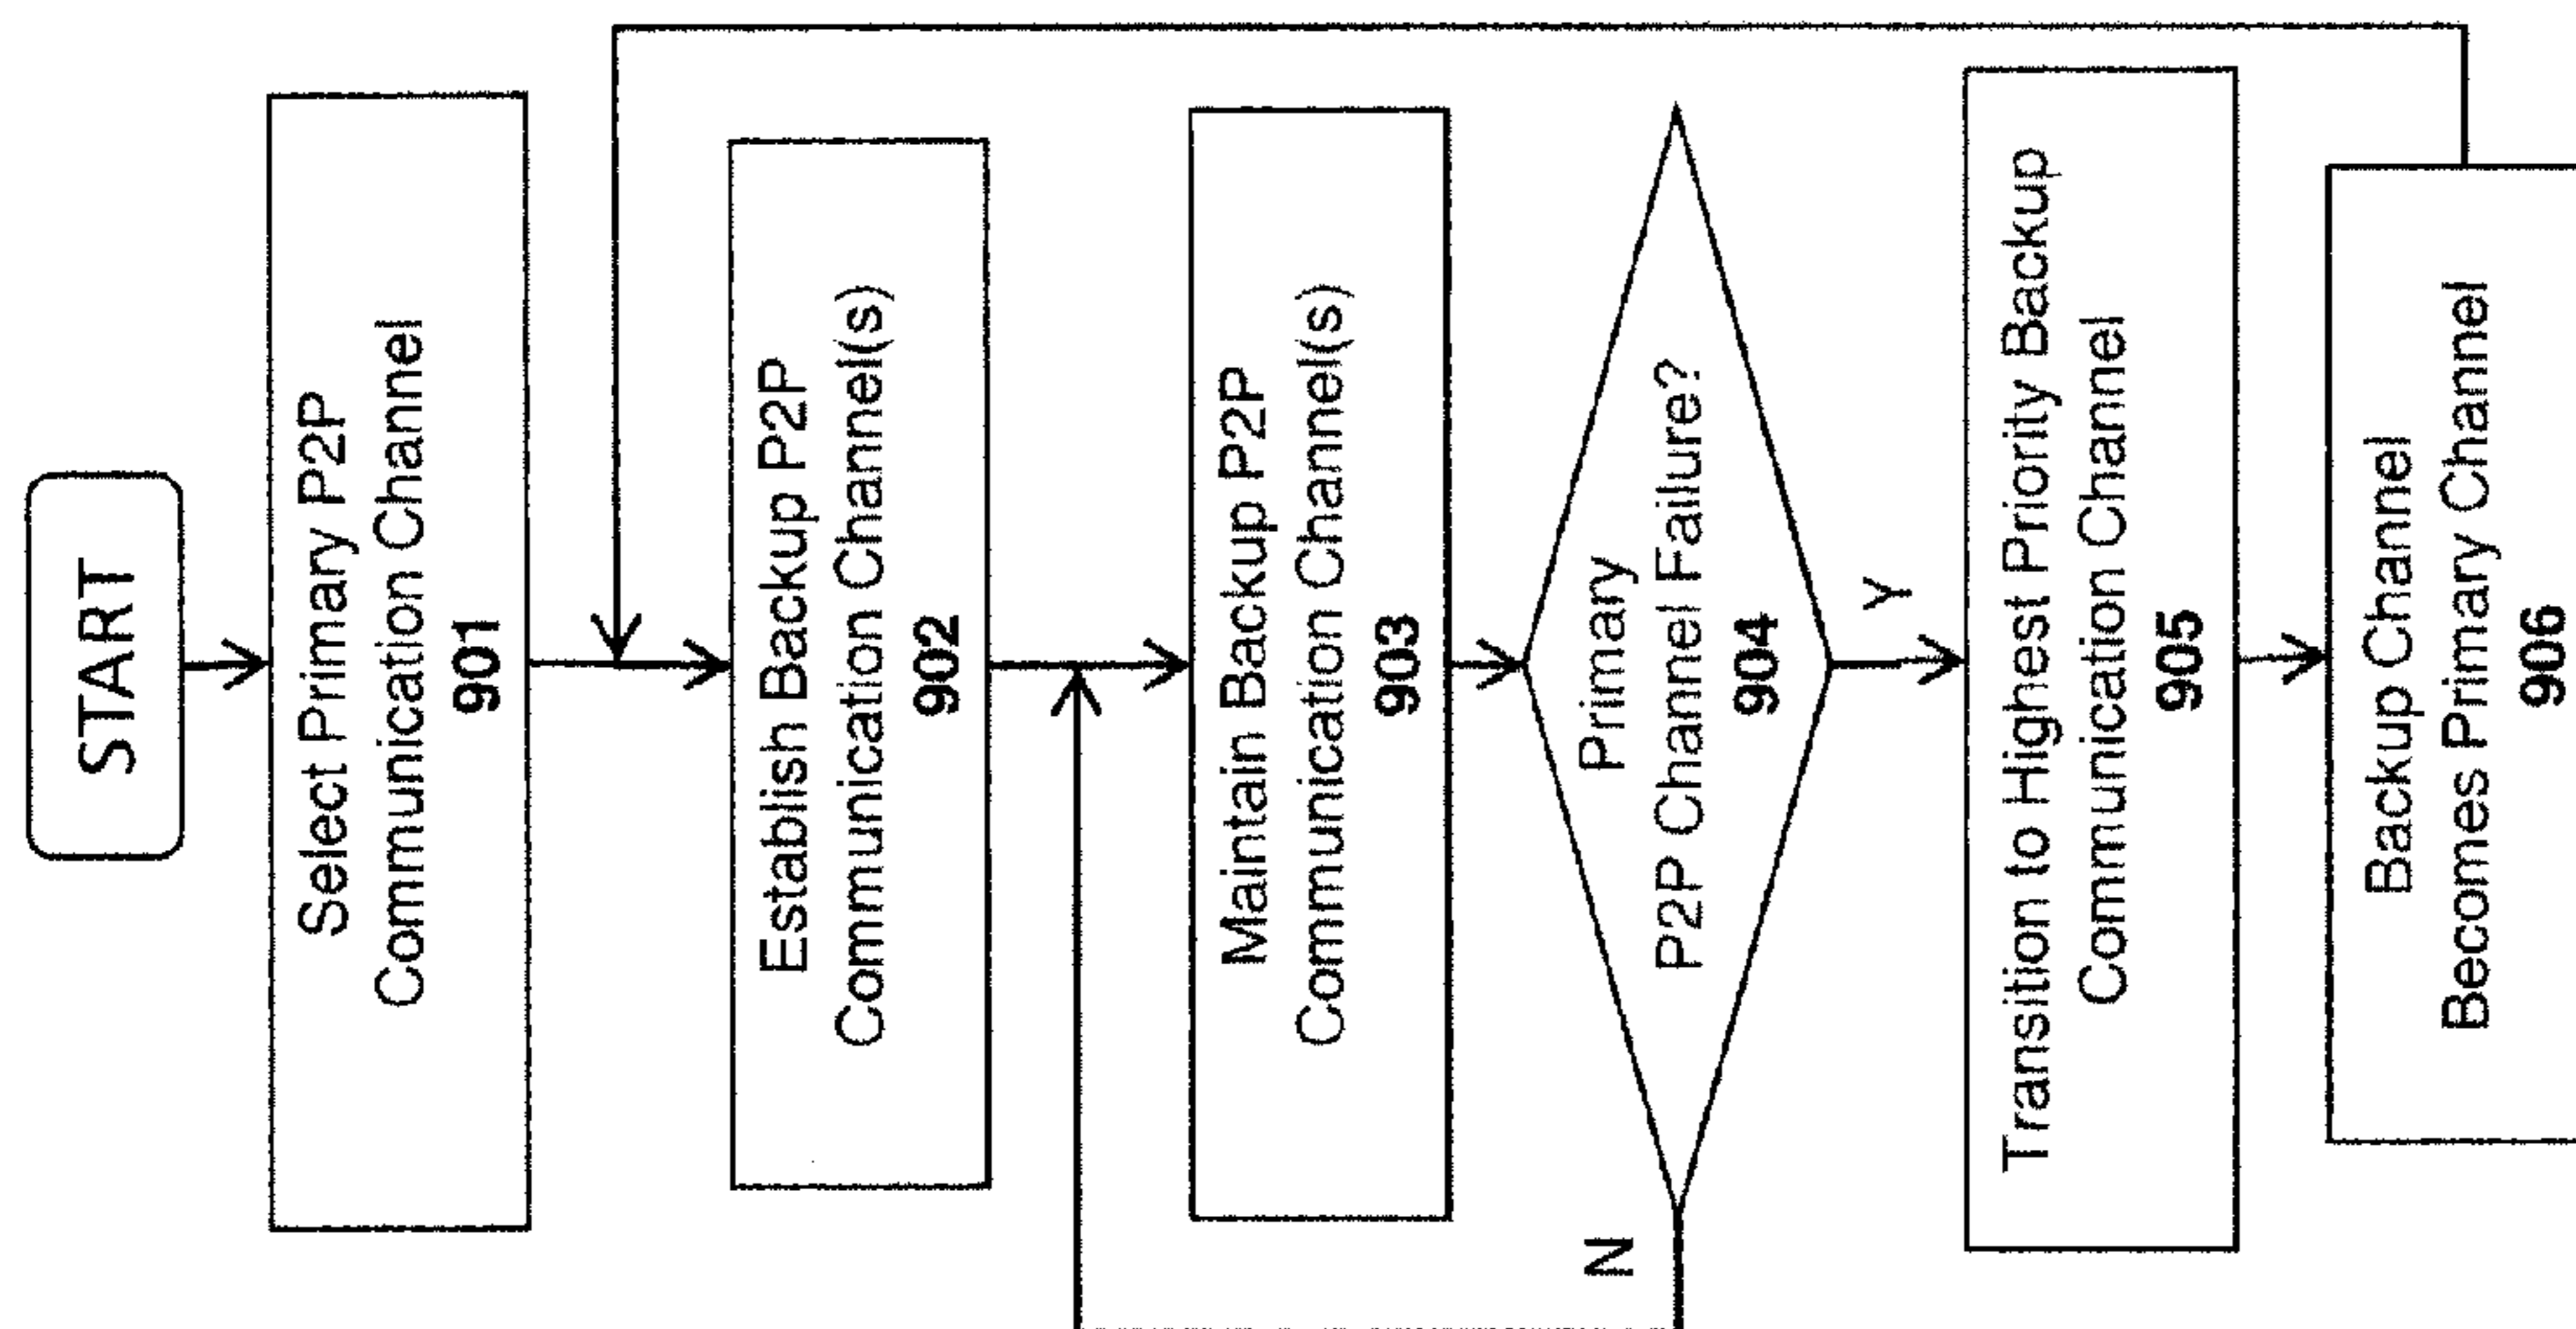 START
Select Primary P2P
Communication Channel
901
Establish Backup P2P
Communication Channel(s)
902
Maintain Backup P2P
Communication Channel(s)
903
Primary
P2P Channel Failure?
904
N
Y
Transition to Highest Priority Backup
Communication Channel
905
Backup Channel
Becomes Primary Channel
906